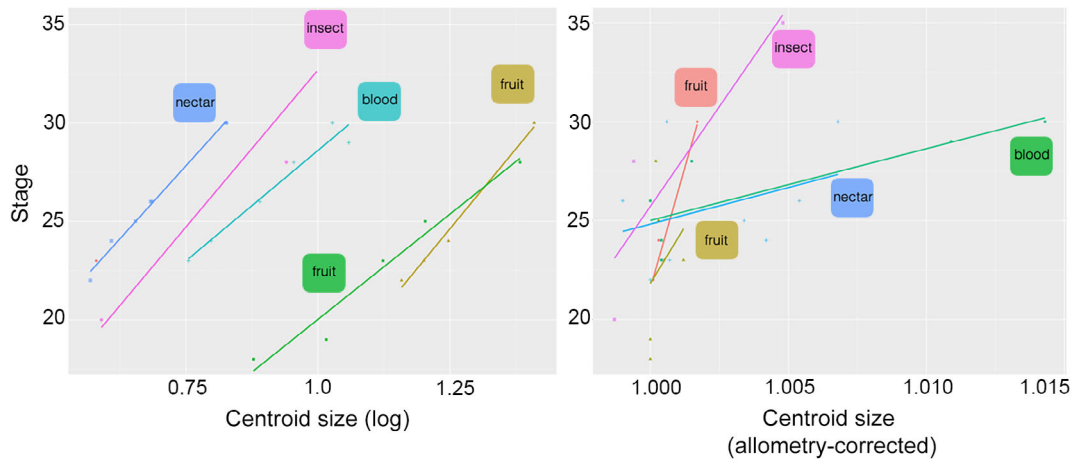 35
30
25
20
Stage
nectar
insect
blood
fruit
fruit
0.75
1.0
1.25
Centroid size (log)
35
30
25
20
fruit
insect
blood
nectar
fruit
1.000
1.005
1.010
1.015
Centroid size
(allometry-corrected)